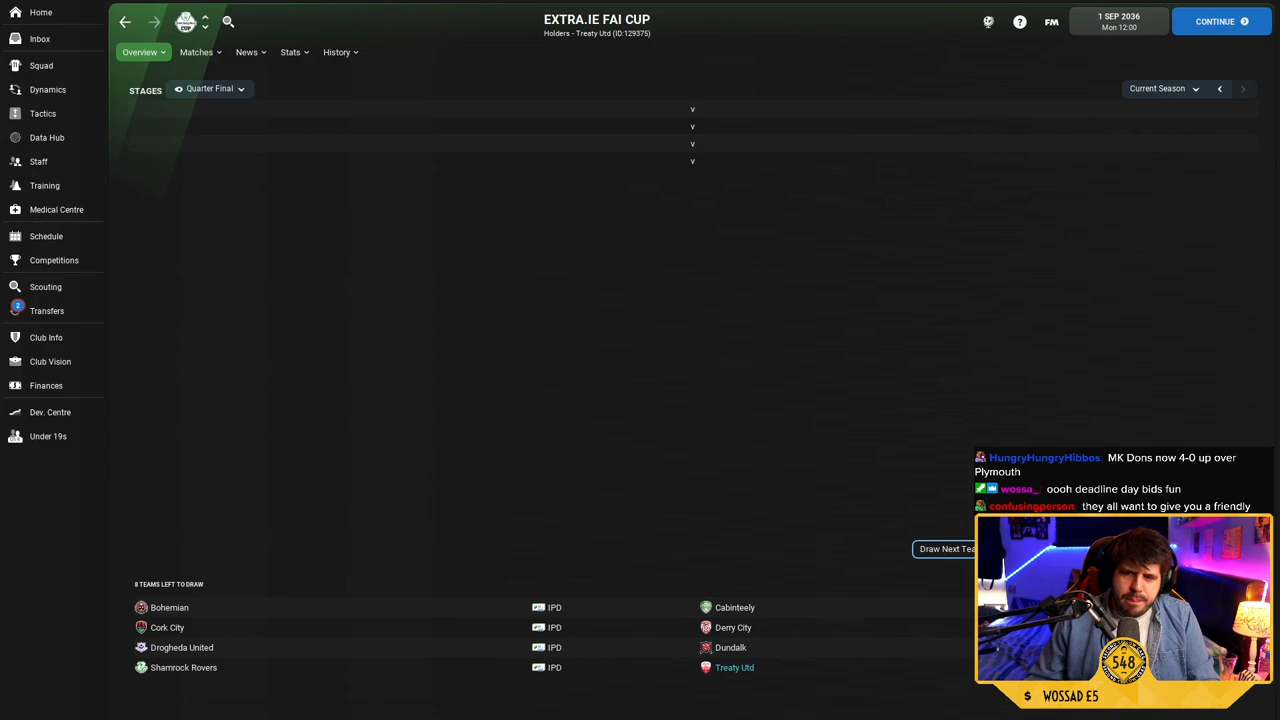 Home
Inbox
Squad
Dynamics
Tactics
Data Hub
Staff
Training
Medical Centre
Schedule
Competitions
Scouting
2
Transfers
Club Info
Club Vision
Finances
Dev. Centre
Under 19s
EXTRA.IE FAI CUP
Holders - Treaty Utd (ID:129375)
FM
1 SEP 2036
Mon 12:00
CONTINUE
Overview
Matches
News
Stats
History
STAGES
Quarter Final
Current Season
v
v
v
v
Draw Next Tea
8 TEAMS LEFT TO DRAW
Bohemian IPD Cabinteely
Cork City IPD Derry City
Drogheda United IPD Dundalk
Shamrock Rovers IPD Treaty Utd
HungryHungryHibbos: MK Dons now 4-0 up over
Plymouth
wossa_: oooh deadline day bids fun
confusingperson: they all want to give you a friendly
548
$ WOSSAD £5